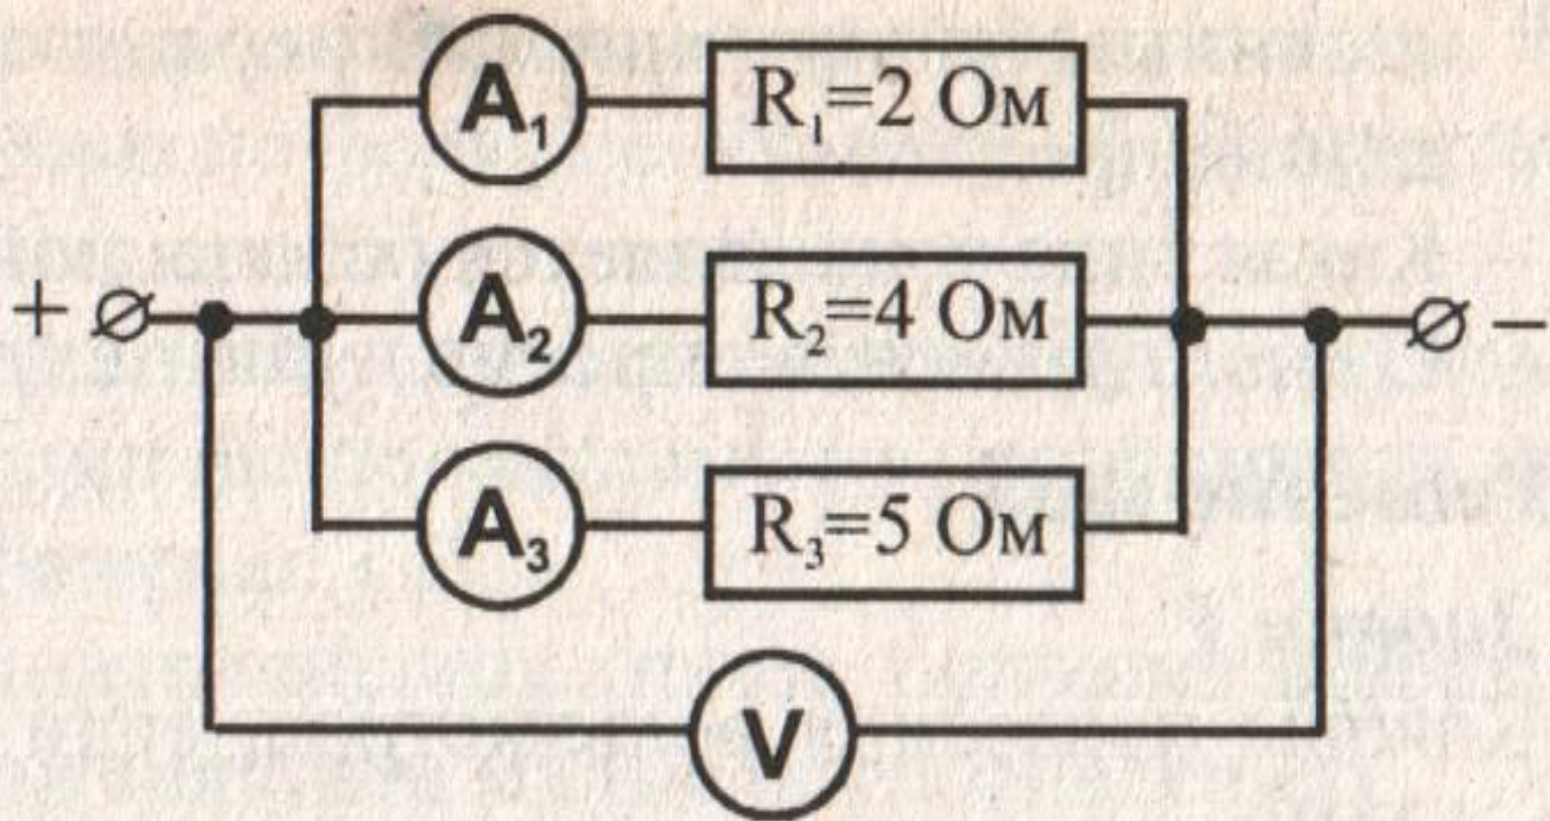 A₁ R₁=2 Ом
+ A₂ R₂=4 Ом −
A₃ R₃=5 Ом
V